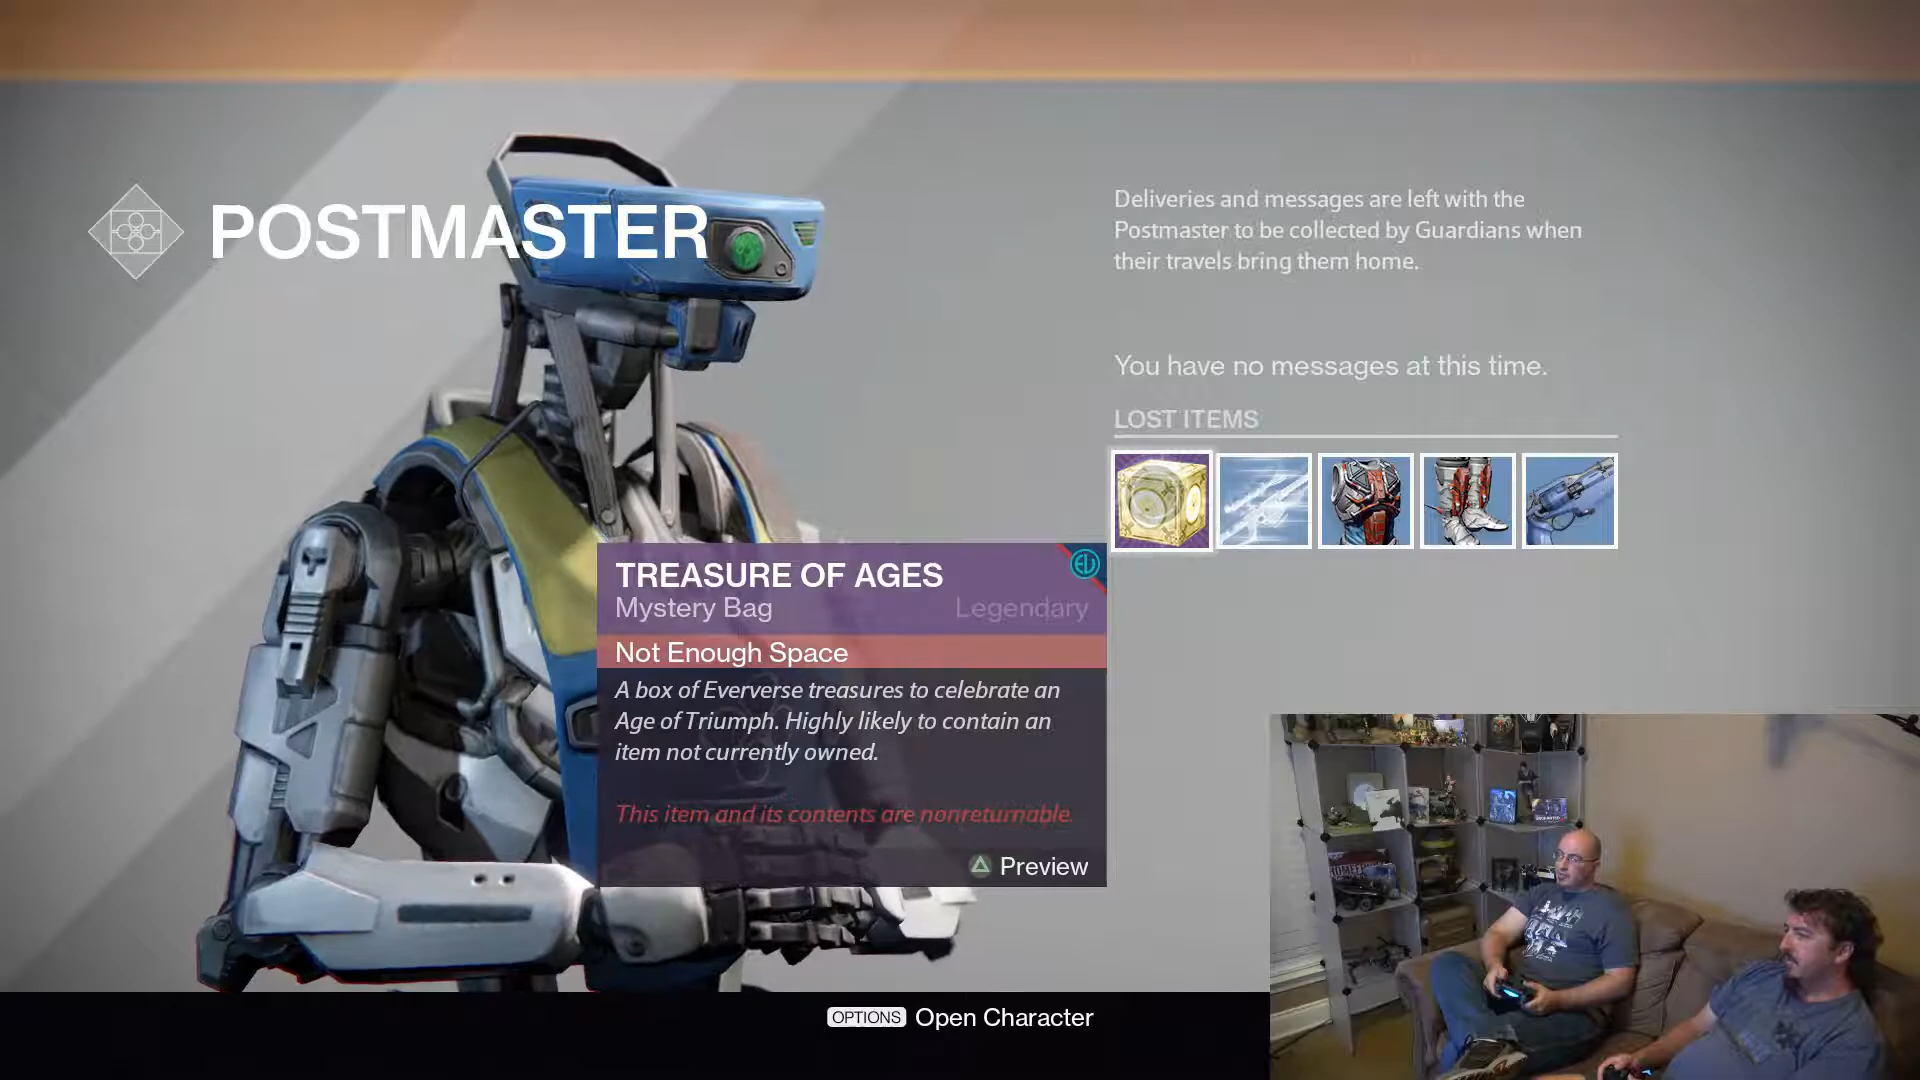 POSTMASTER
Deliveries and messages are left with the
Postmaster to be collected by Guardians when
their travels bring them home.
You have no messages at this time.
LOST ITEMS
TREASURE OF AGES
Mystery Bag
Legendary
Not Enough Space
A box of Eververse treasures to celebrate an
Age of Triumph. Highly likely to contain an
item not currently owned.
This item and its contents are nonreturnable.
Preview
OPTIONS Open Character